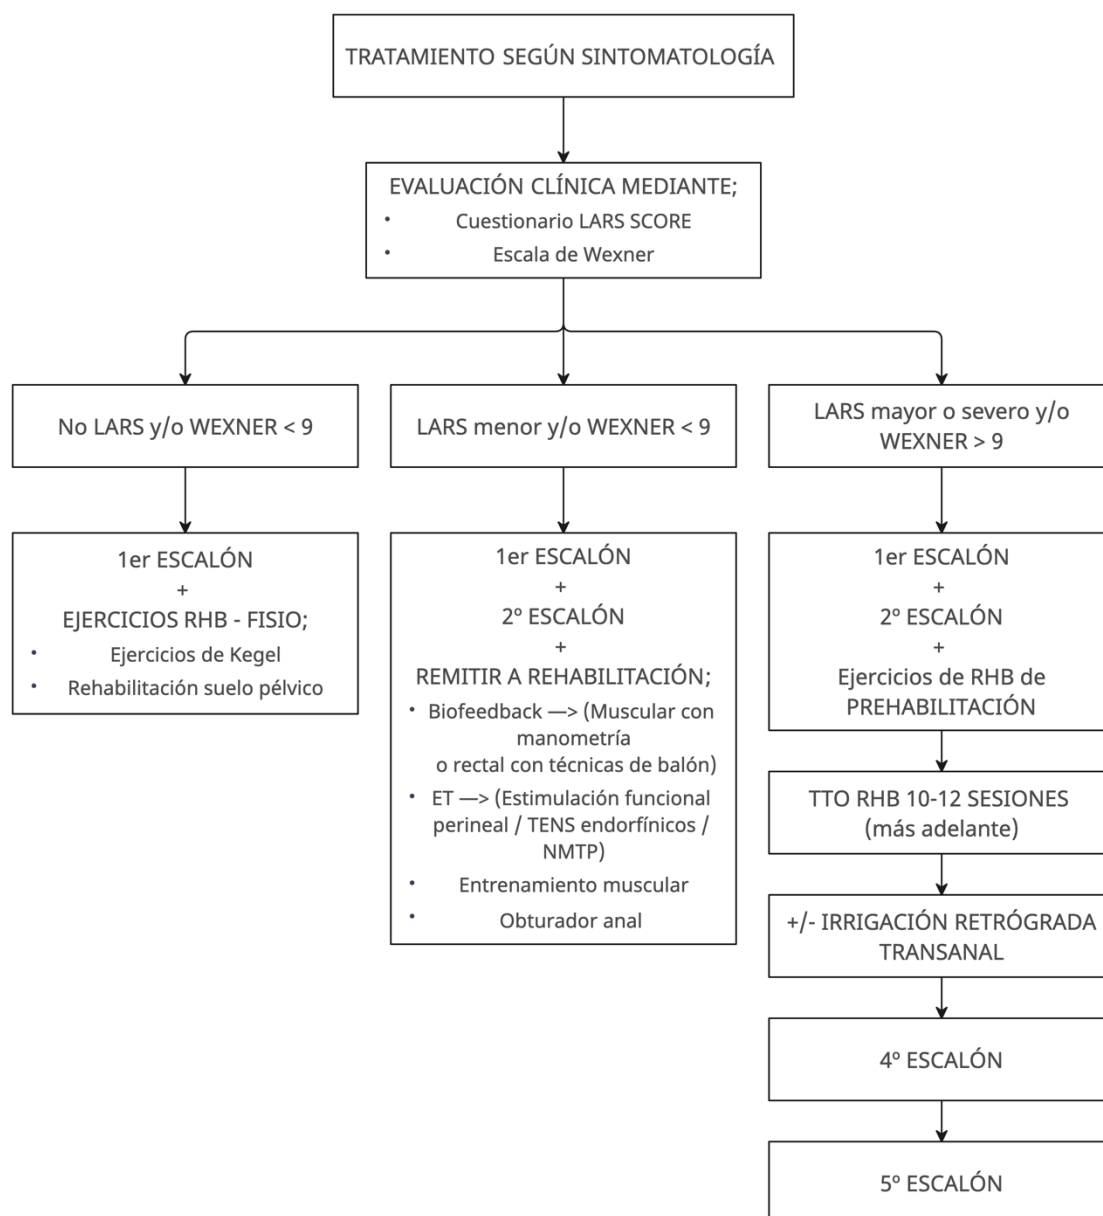 TRATAMIENTO SEGÚN SINTOMATOLOGÍA
EVALUACIÓN CLÍNICA MEDIANTE;
• Cuestionario LARS SCORE
• Escala de Wexner
No LARS y/o WEXNER < 9
LARS menor y/o WEXNER < 9
LARS mayor o severo y/o
WEXNER > 9
1er ESCALÓN
+
EJERCICIOS RHB - FISIO;
• Ejercicios de Kegel
• Rehabilitación suelo pélvico
1er ESCALÓN
+
2º ESCALÓN
+
REMITIR A REHABILITACIÓN;
• Biofeedback —> (Muscular con
manometría
o rectal con técnicas de balón)
• ET —> (Estimulación funcional
perineal / TENS endorfínicos /
NMTP)
• Entrenamiento muscular
• Obturador anal
1er ESCALÓN
+
2º ESCALÓN
+
Ejercicios de RHB de
PREHABILITACIÓN
TTO RHB 10-12 SESIONES
(más adelante)
+/- IRRIGACIÓN RETRÓGRADA
TRANSANAL
4º ESCALÓN
5º ESCALÓN